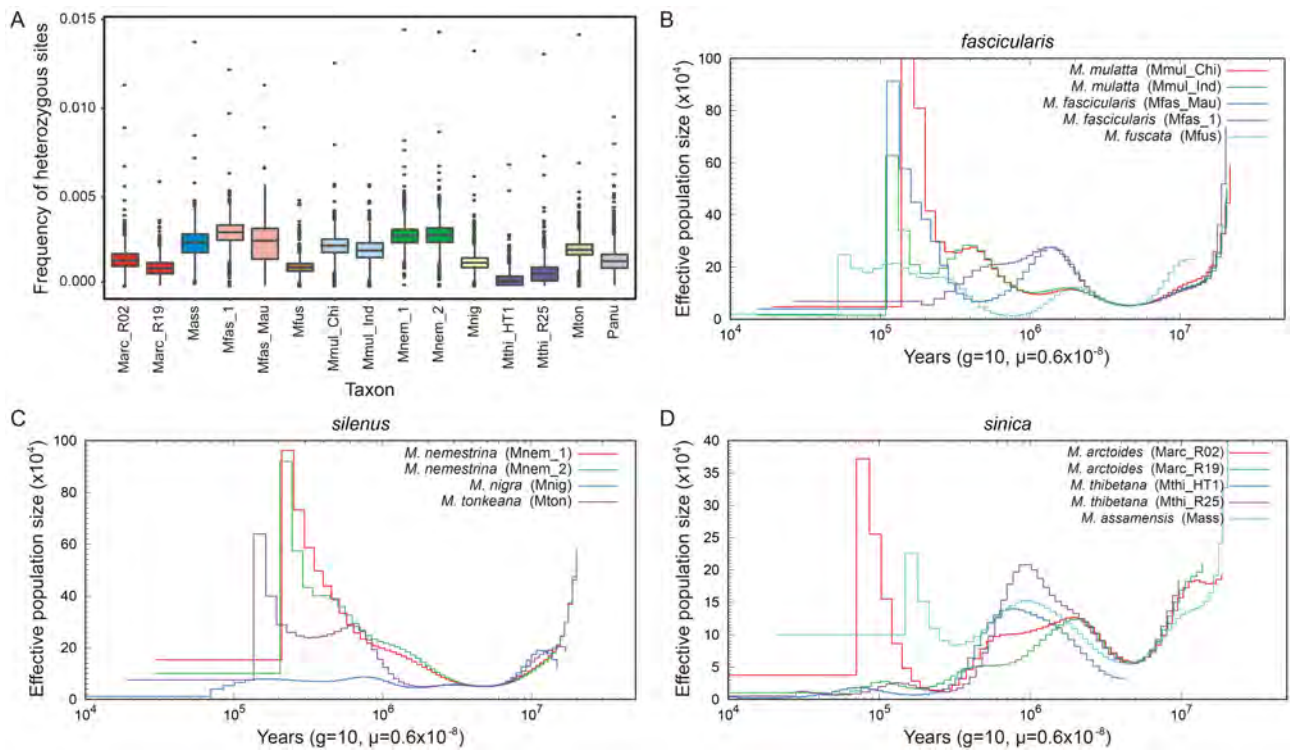 A
Frequency of heterozygous sites
0.015
0.010
0.005
0.000
Marc_R02
Marc_R19
Mass
Mfas_1
Mfas_Mau
Mfus
Mmul_Chi
Mmul_Ind
Mnem_1
Mnem_2
Mnig
Mthi_HT1
Mthi_R25
Mton
Panu
Taxon
B
fascicularis
Effective population size (x10⁴)
100
80
60
40
20
0
M. mulatta (Mmul_Chi)
M. mulatta (Mmul_Ind)
M. fascicularis (Mfas_Mau)
M. fascicularis (Mfas_1)
M. fuscata (Mfus)
10⁴ 10⁵ 10⁶ 10⁷
Years (g=10, μ=0.6x10⁻⁸)
C
silenus
Effective population size (x10⁴)
100
80
60
40
20
0
M. nemestrina (Mnem_1)
M. nemestrina (Mnem_2)
M. nigra (Mnig)
M. tonkeana (Mton)
10⁴ 10⁵ 10⁶ 10⁷
Years (g=10, μ=0.6x10⁻⁸)
D
sinica
Effective population size (x10⁴)
40
35
30
25
20
15
10
5
0
M. arctoides (Marc_R02)
M. arctoides (Marc_R19)
M. thibetana (Mthi_HT1)
M. thibetana (Mthi_R25)
M. assamensis (Mass)
10⁴ 10⁵ 10⁶ 10⁷
Years (g=10, μ=0.6x10⁻⁸)